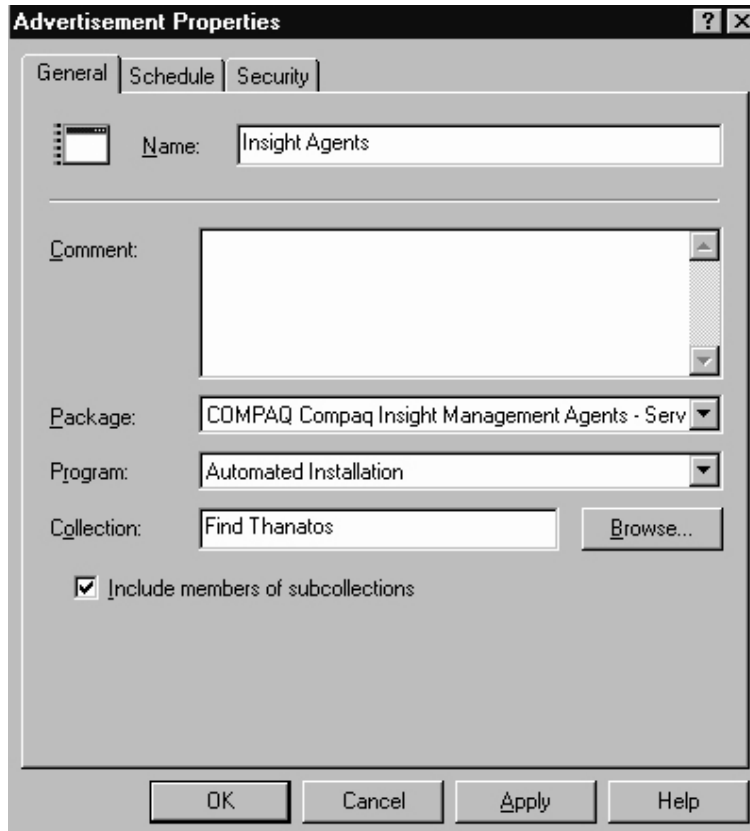 Advertisement Properties
General Schedule Security
Name: Insight Agents
Comment:
Package: COMPAQ Compaq Insight Management Agents - Serv
Program: Automated Installation
Collection: Find Thanatos Browse...
Include members of subcollections
OK Cancel Apply Help